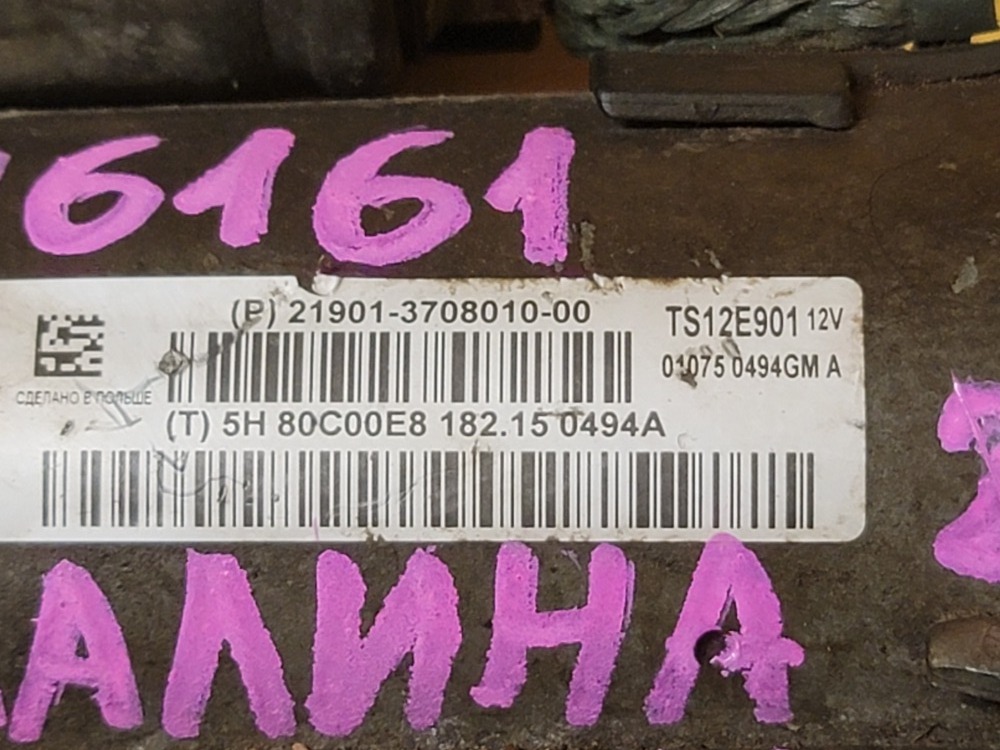 6161
(P) 21901-3708010-00
TS12E901 12V
01075 0494GM A
СДЕЛАНО В ПОЛЬШЕ
(T) 5H 80C00E8 182.15 0494A
АЛИНА